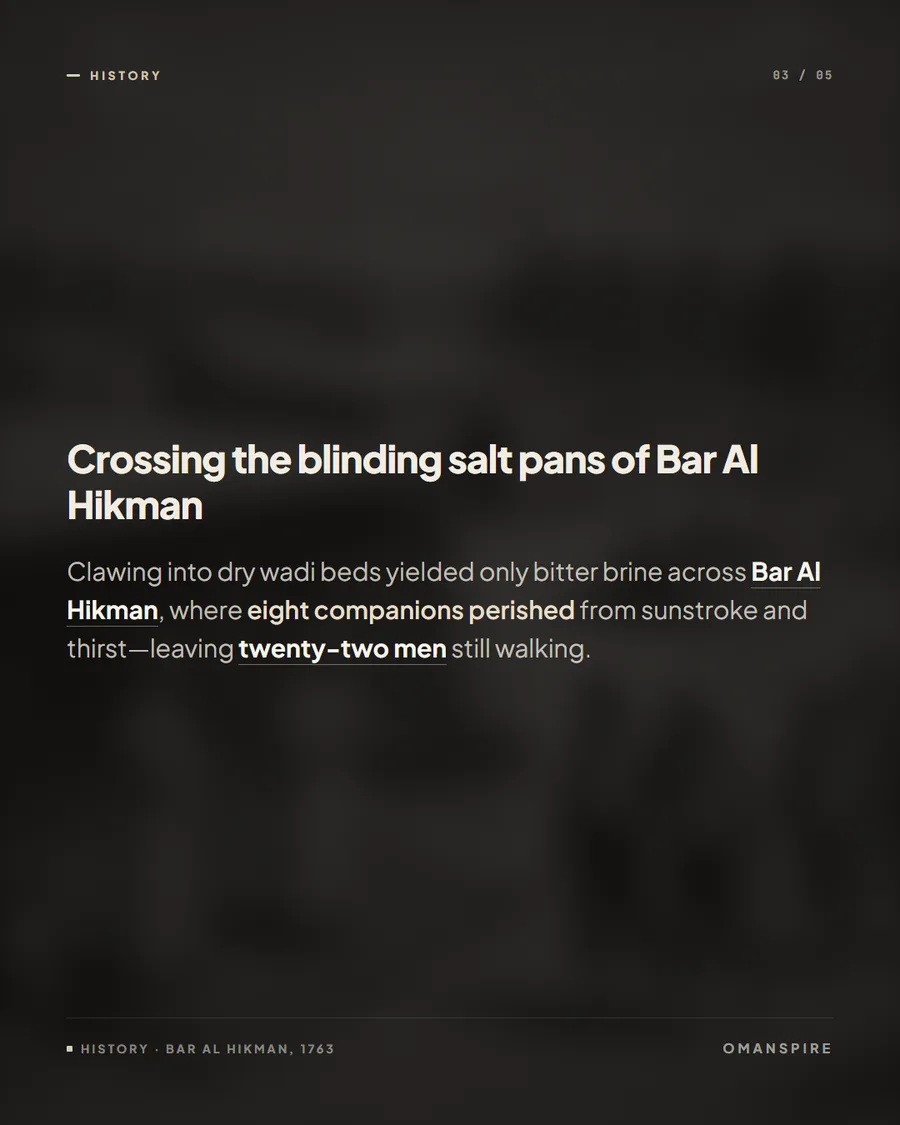 — HISTORY
03 / 05
Crossing the blinding salt pans of Bar Al
Hikman
Clawing into dry wadi beds yielded only bitter brine across Bar Al
Hikman, where eight companions perished from sunstroke and
thirst—leaving twenty-two men still walking.
HISTORY · BAR AL HIKMAN, 1763
OMANSPIRE